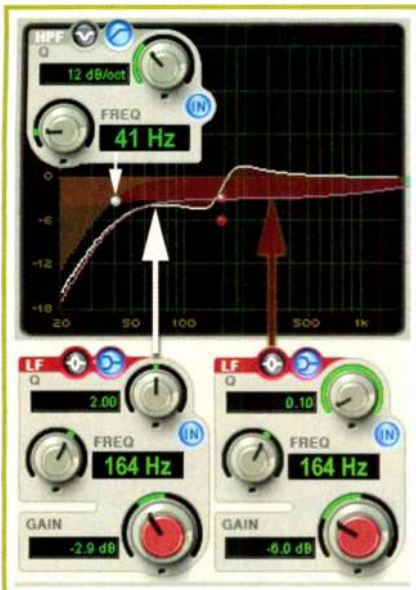 HPF
Q
12 dB/oct
IN
FREQ
41 Hz
0
-6
-12
-18
20 50 100 500 1k
LF
Q
2.00
IN
FREQ
164 Hz
GAIN
-2.9 dB
LF
Q
0.10
IN
FREQ
164 Hz
GAIN
-6.0 dB